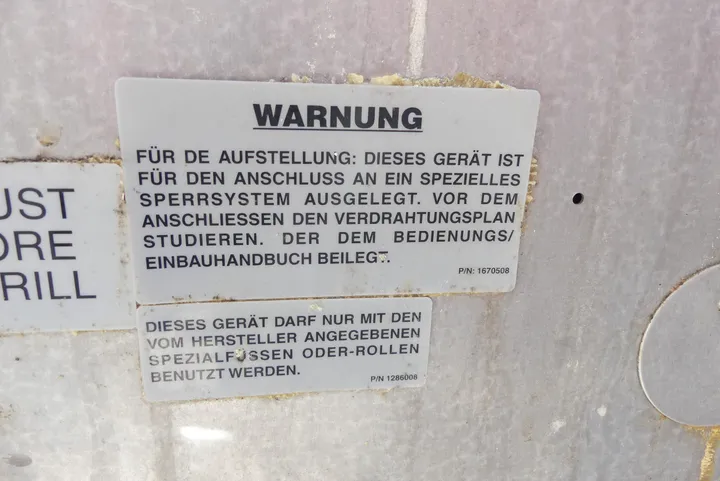 WARNUNG
FÜR DE AUFSTELLUNG: DIESES GERÄT IST
FÜR DEN ANSCHLUSS AN EIN SPEZIELLES
SPERRSYSTEM AUSGELEGT. VOR DEM
ANSCHLIESSEN DEN VERDRAHTUNGSPLAN
STUDIEREN. DER DEM BEDIENUNGS/
EINBAUHANDBUCH BEILEGT.
P/N: 1670508
UST
ORE
RILL
DIESES GERÄT DARF NUR MIT DEN
VOM HERSTELLER ANGEGEBENEN
SPEZIALFÜSSEN ODER-ROLLEN
BENUTZT WERDEN.
P/N 1286008